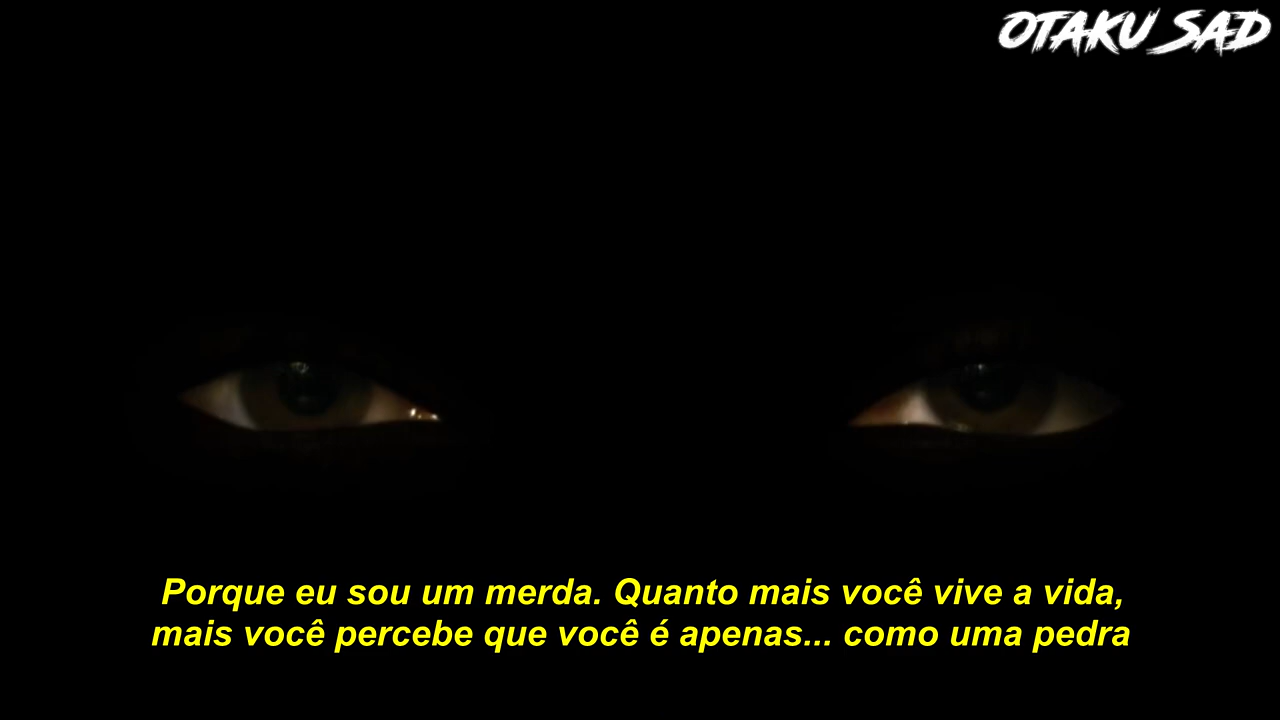 OTAKU SAD
Porque eu sou um merda. Quanto mais você vive a vida,
mais você percebe que você é apenas... como uma pedra